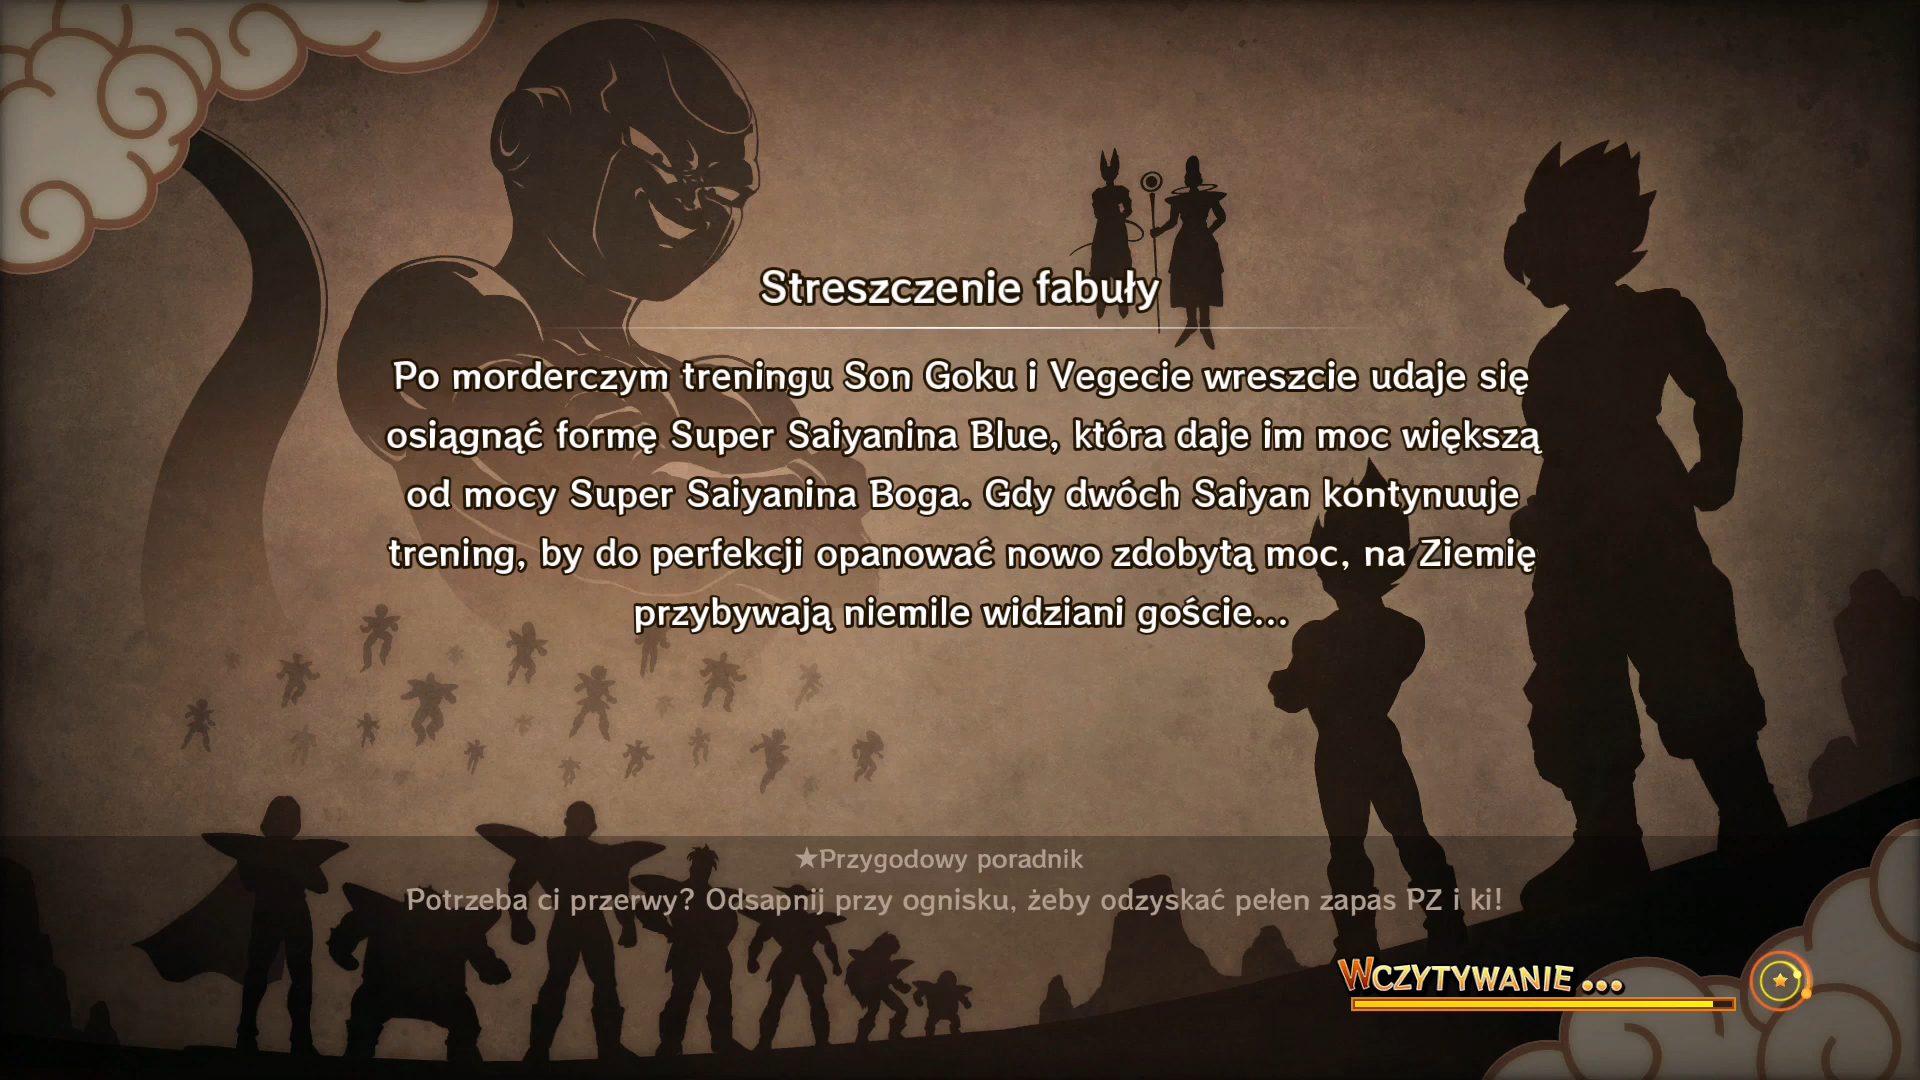 Streszczenie fabuły
Po morderczym treningu Son Goku i Vegecie wreszcie udaje się
osiągnąć formę Super Saiyanina Blue, która daje im moc większą
od mocy Super Saiyanina Boga. Gdy dwóch Saiyan kontynuuje
trening, by do perfekcji opanować nowo zdobytą moc, na Ziemię
przybywają niemile widziani goście...
★Przygodowy poradnik
Potrzeba ci przerwy? Odsapnij przy ognisku, żeby odzyskać pełen zapas PZ i ki!
WCZYTYWANIE ...